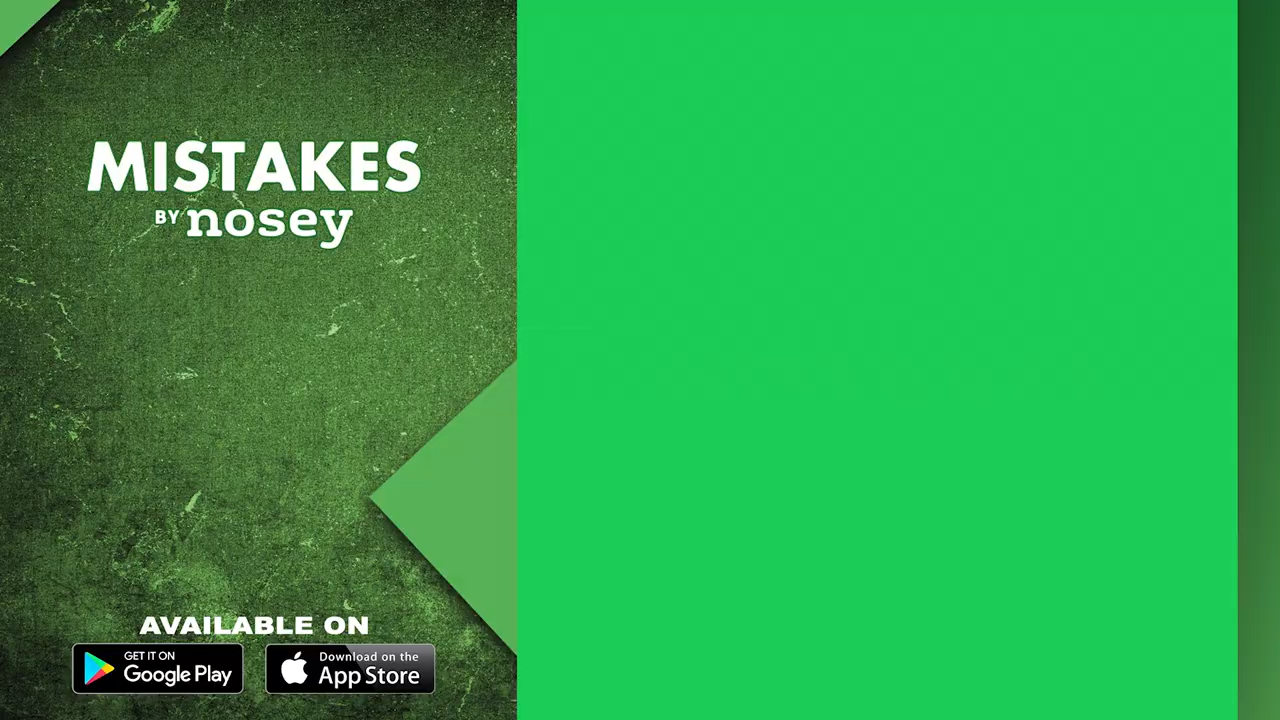 MISTAKES
BY nosey
AVAILABLE ON
GET IT ON
Google Play
Download on the
App Store